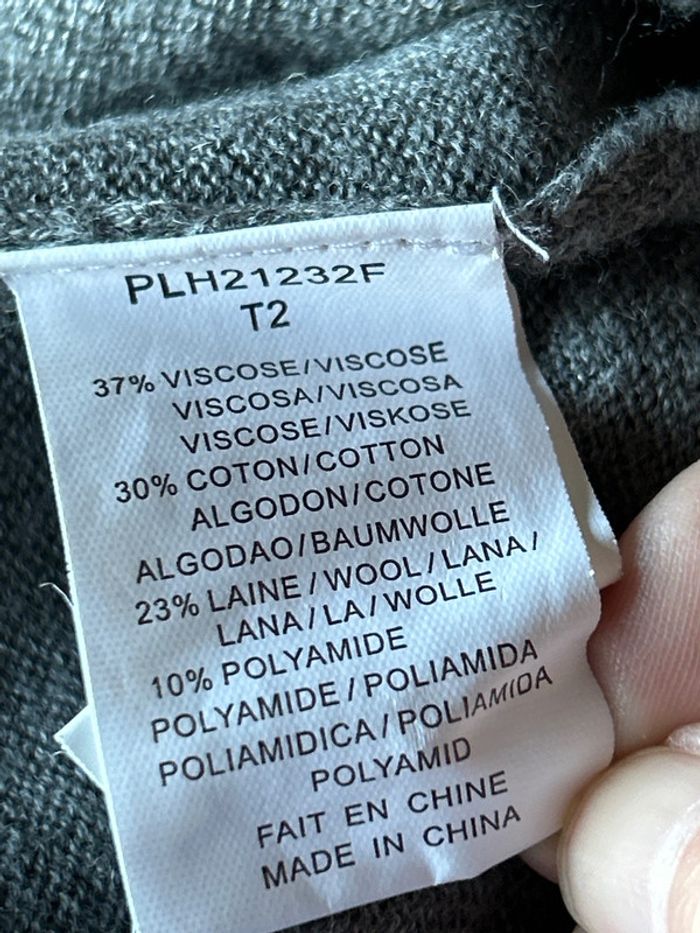 PLH21232F
T2
37% VISCOSE/VISCOSE
VISCOSA/VISCOSA
VISCOSE/VISKOSE
30% COTON/COTTON
ALGODON/COTONE
ALGODAO/BAUMWOLLE
23% LAINE/WOOL/LANA/
LANA/LA/WOLLE
10% POLYAMIDE
POLYAMIDE/POLIAMIDA
POLIAMIDICA/POLIAMIDA
POLYAMID
FAIT EN CHINE
MADE IN CHINA